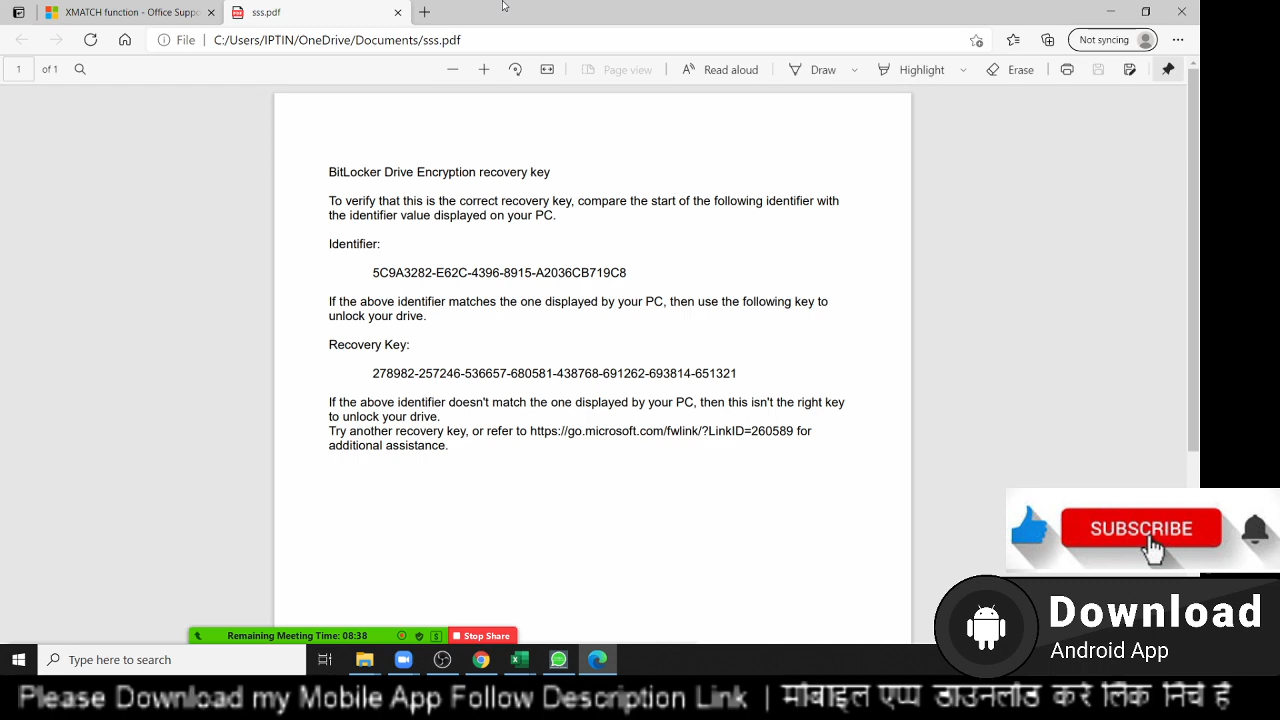 XMATCH function - Office Suppo
sss.pdf
File | C:/Users/IPTIN/OneDrive/Documents/sss.pdf
Not syncing
1 of 1
Page view
Read aloud
Draw
Highlight
Erase
BitLocker Drive Encryption recovery key
To verify that this is the correct recovery key, compare the start of the following identifier with
the identifier value displayed on your PC.
Identifier:
5C9A3282-E62C-4396-8915-A2036CB719C8
If the above identifier matches the one displayed by your PC, then use the following key to
unlock your drive.
Recovery Key:
278982-257246-536657-680581-438768-691262-693814-651321
If the above identifier doesn't match the one displayed by your PC, then this isn't the right key
to unlock your drive.
Try another recovery key, or refer to https://go.microsoft.com/fwlink/?LinkID=260589 for
additional assistance.
SUBSCRIBE
Download
Android App
Remaining Meeting Time: 08:38
Stop Share
Type here to search
Please Download my Mobile App Follow Description Link | मोबाइल एप्प डाउनलोड करे लिंक निचे है